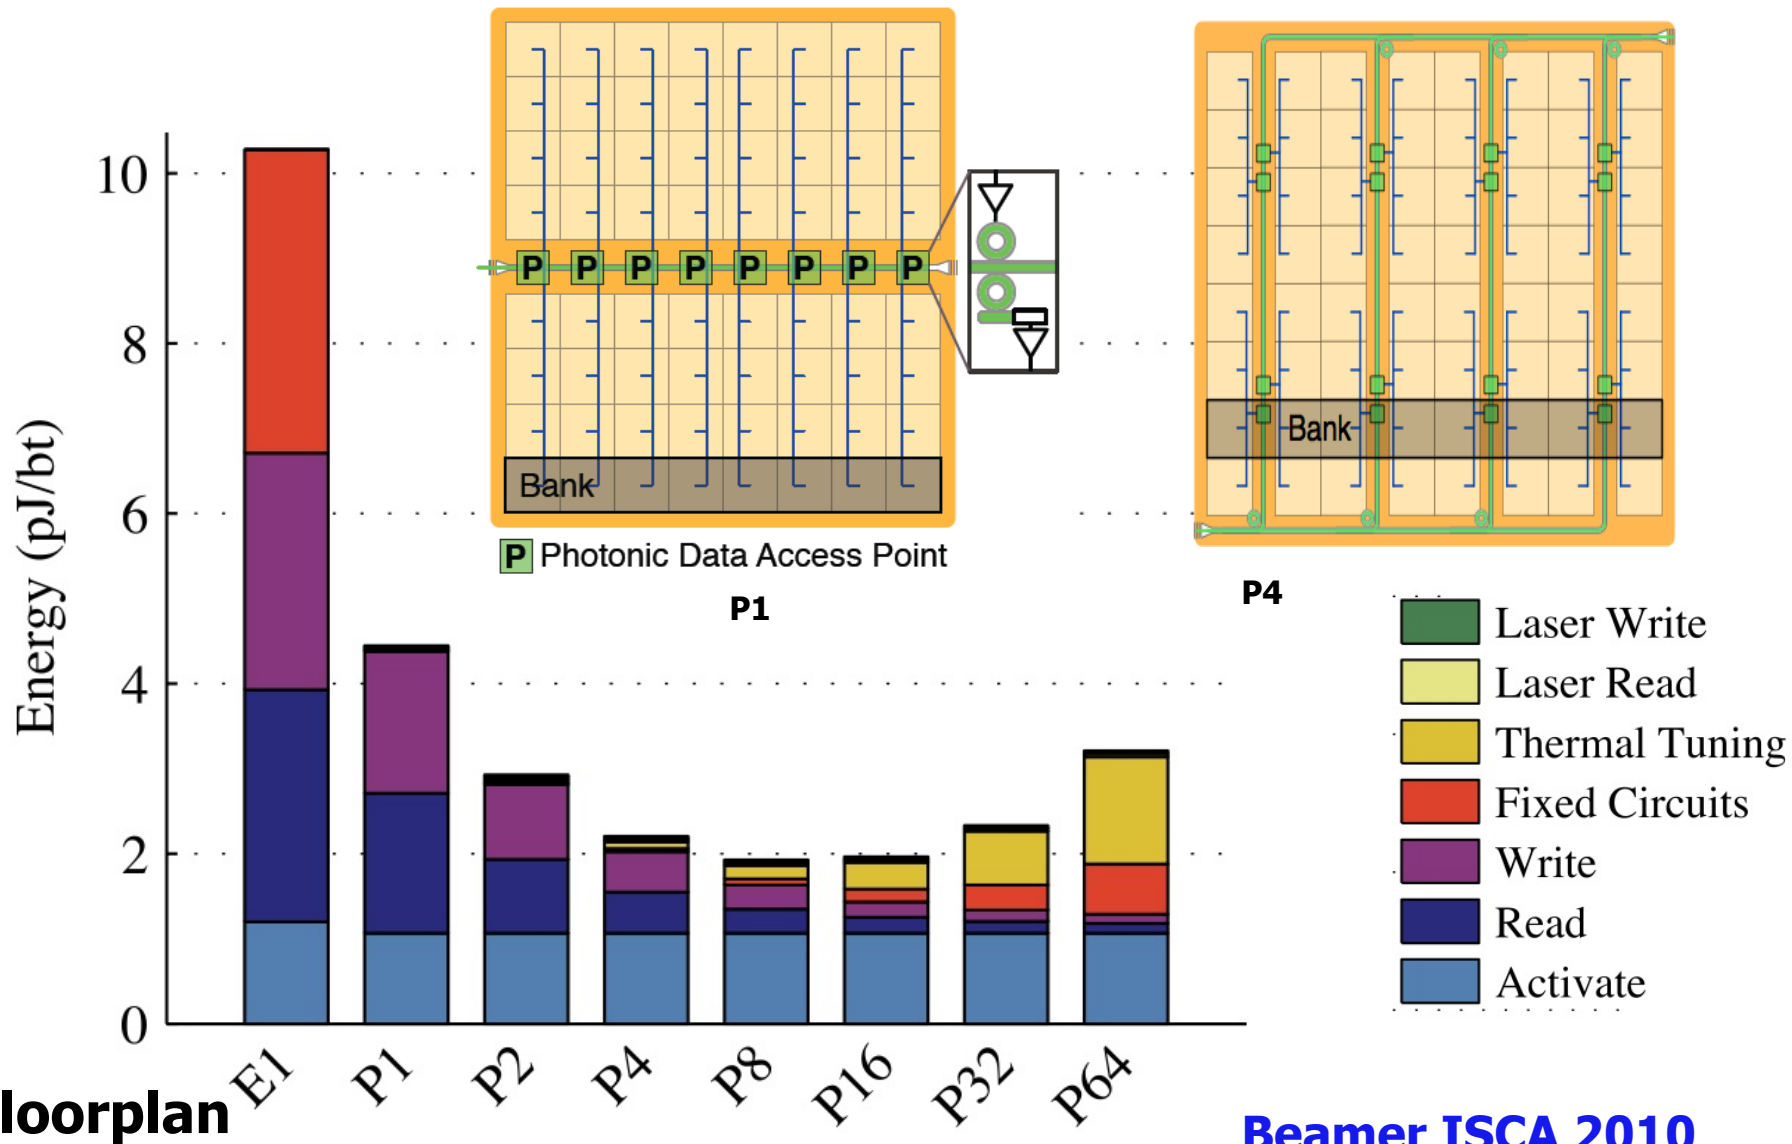 10
8
6
4
2
0
Energy (pJ/bt)
P P P P P P P P
Bank
P Photonic Data Access Point
P1
Bank
P4
Laser Write
Laser Read
Thermal Tuning
Fixed Circuits
Write
Read
Activate
E1 P1 P2 P4 P8 P16 P32 P64
loorplan
Beamer ISCA 2010